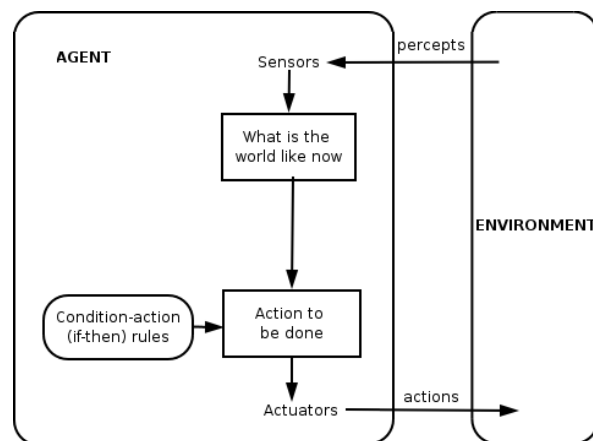 AGENT
Sensors
percepts
What is the
world like now
ENVIRONMENT
Condition-action
(if-then) rules
Action to
be done
Actuators
actions